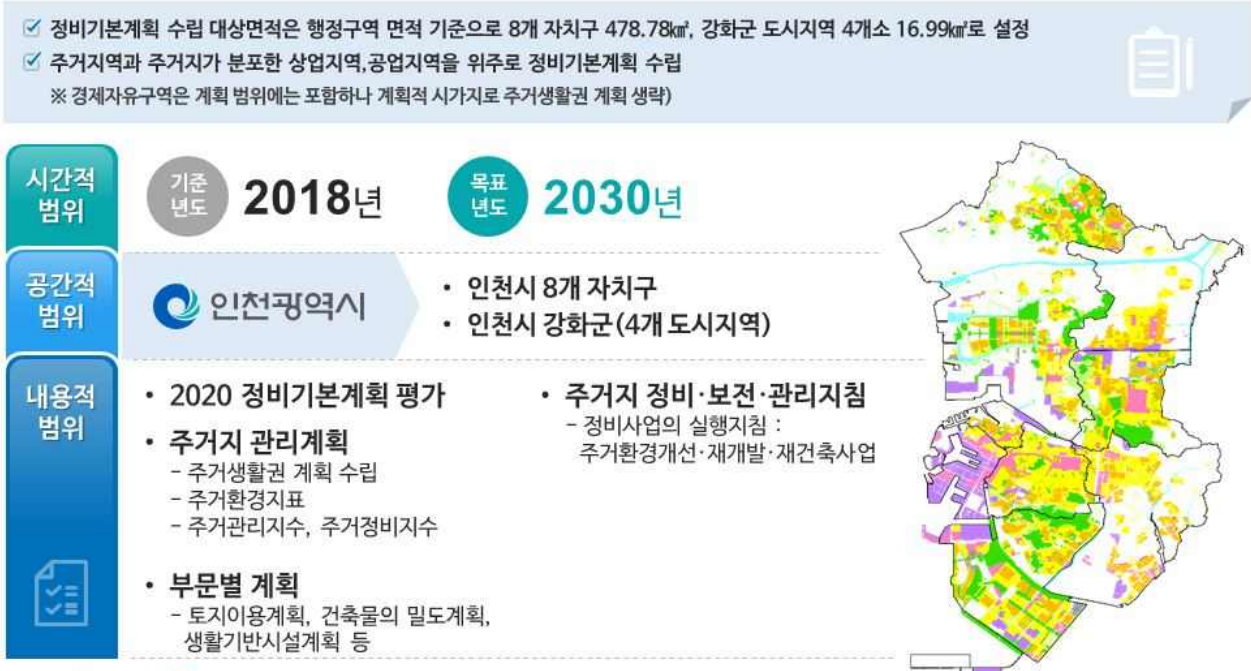 정비기본계획 수립 대상면적은 행정구역 면적 기준으로 8개 자치구 478.78㎢, 강화군 도시지역 4개소 16.99㎢로 설정
주거지역과 주거지가 분포한 상업지역,공업지역을 위주로 정비기본계획 수립
※ 경제자유구역은 계획 범위에는 포함하나 계획적 시가지로 주거생활권 계획 생략)
시간적
범위
기준
년도
2018년
목표
년도
2030년
공간적
범위
인천광역시
• 인천시 8개 자치구
• 인천시 강화군(4개 도시지역)
내용적
범위
• 2020 정비기본계획 평가
• 주거지 관리계획
- 주거생활권 계획 수립
- 주거환경지표
- 주거관리지수, 주거정비지수
• 부문별 계획
- 토지이용계획, 건축물의 밀도계획,
생활기반시설계획 등
• 주거지 정비·보전·관리지침
- 정비사업의 실행지침 :
주거환경개선·재개발·재건축사업